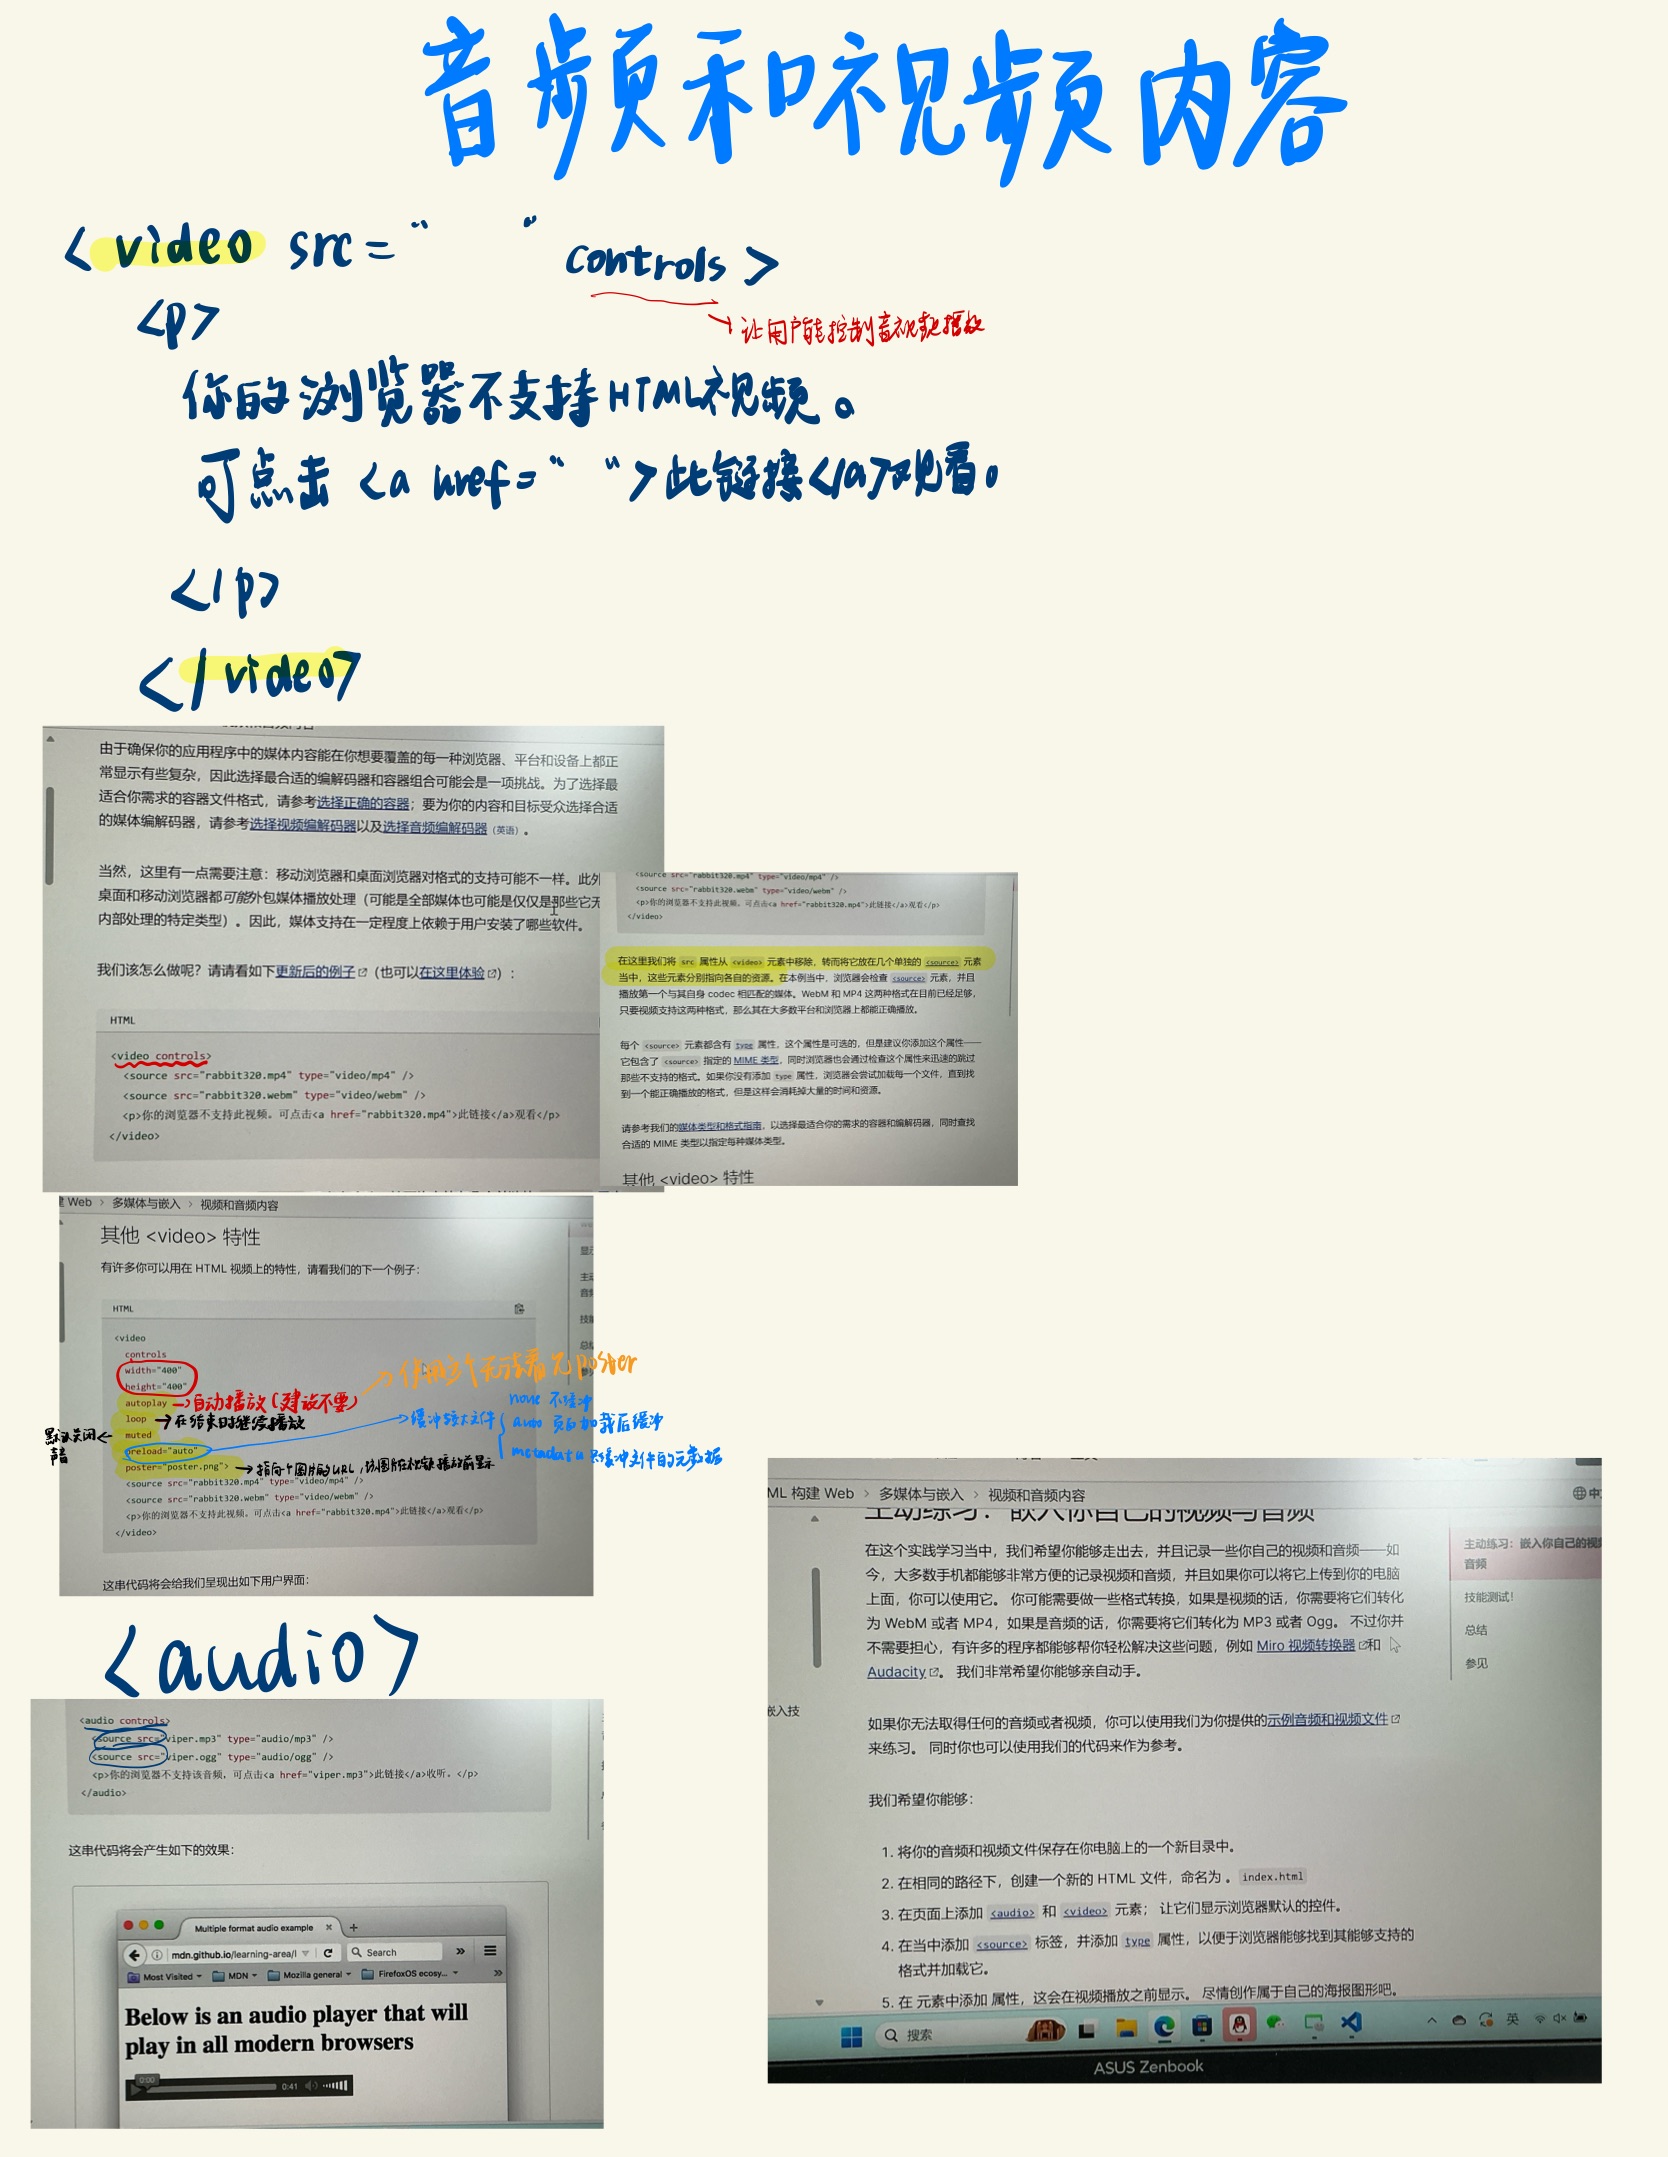 音频和视频内容
<video src=" " controls>
→让用户能控制音视频播放
<p>
你的浏览器不支持HTML视频。
可点击<a href=" ">此链接</a>观看。
</p>
</video>
由于确保你的应用程序中的媒体内容能在你想要覆盖的每一种浏览器、平台和设备上都正
常显示有些复杂，因此选择最合适的编解码器和容器组合可能会是一项挑战。为了选择最
适合你需求的容器文件格式，请参考选择正确的容器；要为你的内容和目标受众选择合适
的媒体编解码器，请参考选择视频编解码器以及选择音频编解码器（英语）。
当然，这里有一点需要注意：移动浏览器和桌面浏览器对格式的支持可能不一样。此外
桌面和移动浏览器都可能外包媒体播放处理（可能是全部媒体也可能是仅仅是那些它无
内部处理的特定类型）。因此，媒体支持在一定程度上依赖于用户安装了哪些软件。
我们该怎么做呢？请请看如下更新后的例子（也可以在这里体验）：
HTML
<video controls>
<source src="rabbit320.mp4" type="video/mp4" />
<source src="rabbit320.webm" type="video/webm" />
<p>你的浏览器不支持此视频。可点击<a href="rabbit320.mp4">此链接</a>观看</p>
</video>
<source src="rabbit320.mp4" type="video/mp4" />
<source src="rabbit320.webm" type="video/webm" />
<p>你的浏览器不支持此视频。可点击<a href="rabbit320.mp4">此链接</a>观看</p>
</video>
在这里我们将 src 属性从 <video> 元素中移除，转而将它放在几个单独的 <source> 元素
当中，这些元素分别指向各自的资源。在本例当中，浏览器会检查 <source> 元素，并且
播放第一个与其自身 codec 相匹配的媒体。WebM 和 MP4 这两种格式在目前已经足够，
只要视频支持这两种格式，那么其在大多数平台和浏览器上都能正确播放。
每个 <source> 元素都含有 type 属性，这个属性是可选的，但是建议你添加这个属性——
它包含了 <source> 指定的 MIME 类型，同时浏览器也会通过检查这个属性来迅速的跳过
那些不支持的格式。如果你没有添加 type 属性，浏览器会尝试加载每一个文件，直到找
到一个能正确播放的格式，但是这样会消耗掉大量的时间和资源。
请参考我们的媒体类型和格式指南，以选择最适合你的需求的容器和编解码器，同时查找
合适的 MIME 类型以指定每种媒体类型。
其他 <video> 特性
建 Web > 多媒体与嵌入 > 视频和音频内容
其他 <video> 特性
有许多你可以用在 HTML 视频上的特性，请看我们的下一个例子：
HTML
<video
controls
width="400"
height="400"
autoplay →自动播放（建议不要） →使用这个无法看见poster
loop →在结束时继续播放
muted 默认关闭声音
preload="auto" →缓冲较大文件 { none 不缓冲
auto 页面加载后缓冲
metadata 只缓冲文件的元数据
poster="poster.png"> →指向个图片的URL，该图片在视频播放前显示
<source src="rabbit320.mp4" type="video/mp4" />
<source src="rabbit320.webm" type="video/webm" />
<p>你的浏览器不支持此视频。可点击<a href="rabbit320.mp4">此链接</a>观看</p>
</video>
这串代码将会给我们呈现出如下用户界面：
<audio>
<audio controls>
<source src="viper.mp3" type="audio/mp3" />
<source src="viper.ogg" type="audio/ogg" />
<p>你的浏览器不支持该音频，可点击<a href="viper.mp3">此链接</a>收听。</p>
</audio>
这串代码将会产生如下的效果：
Multiple format audio example
mdn.github.io/learning-area/l Search
Most Visited MDN Mozilla general FirefoxOS ecosy...
Below is an audio player that will
play in all modern browsers
0:00
0:41
ML 构建 Web > 多媒体与嵌入 > 视频和音频内容
主动练习：嵌入你自己的视频与音频
在这个实践学习当中，我们希望你能够走出去，并且记录一些你自己的视频和音频——如
今，大多数手机都能够非常方便的记录视频和音频，并且如果你可以将它上传到你的电脑
上面，你可以使用它。 你可能需要做一些格式转换，如果是视频的话，你需要将它们转化
为 WebM 或者 MP4，如果是音频的话，你需要将它们转化为 MP3 或者 Ogg。 不过你并
不需要担心，有许多的程序都能够帮你轻松解决这些问题，例如 Miro 视频转换器和
Audacity。 我们非常希望你能够亲自动手。
如果你无法取得任何的音频或者视频，你可以使用我们为你提供的示例音频和视频文件
来练习。 同时你也可以使用我们的代码来作为参考。
我们希望你能够：
1. 将你的音频和视频文件保存在你电脑上的一个新目录中。
2. 在相同的路径下，创建一个新的 HTML 文件，命名为 。index.html
3. 在页面上添加 <audio> 和 <video> 元素； 让它们显示浏览器默认的控件。
4. 在当中添加 <source> 标签，并添加 type 属性，以便于浏览器能够找到其能够支持的
格式并加载它。
5. 在 元素中添加 属性，这会在视频播放之前显示。 尽情创作属于自己的海报图形吧。
主动练习：嵌入你自己的视
音频
技能测试！
总结
参见
嵌入技
搜索
英
ASUS Zenbook